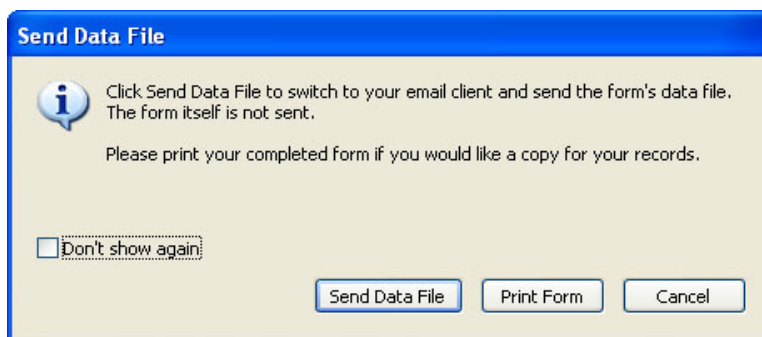 Send Data File
Click Send Data File to switch to your email client and send the form's data file.
The form itself is not sent.
Please print your completed form if you would like a copy for your records.
Don't show again
Send Data File
Print Form
Cancel